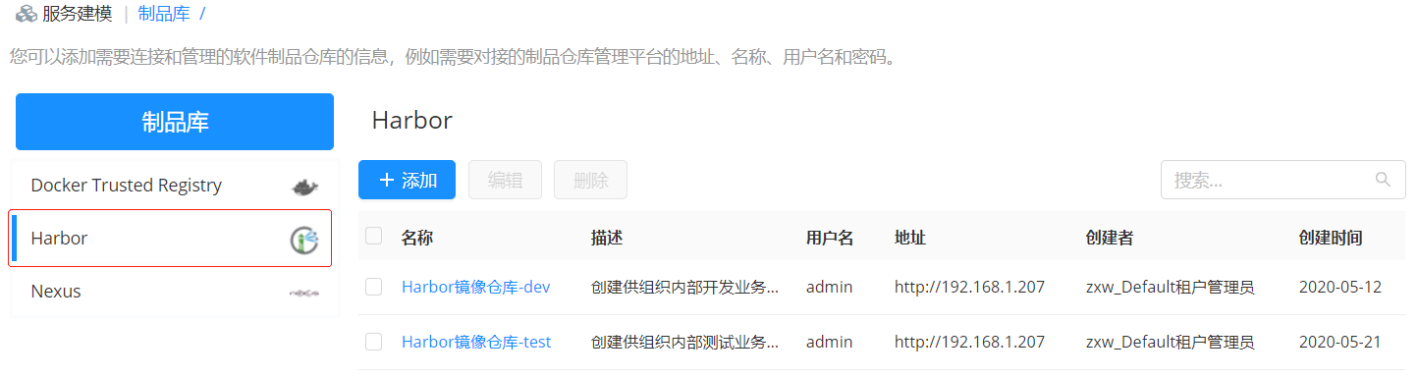 服务建模 | 制品库 /
您可以添加需要连接和管理的软件制品仓库的信息，例如需要对接的制品仓库管理平台的地址、名称、用户名和密码。
制品库
Docker Trusted Registry
Harbor
Nexus
Harbor
+ 添加 编辑 删除 搜索...
名称 描述 用户名 地址 创建者 创建时间
Harbor镜像仓库-dev 创建供组织内部开发业务... admin http://192.168.1.207 zxw_Default租户管理员 2020-05-12
Harbor镜像仓库-test 创建供组织内部测试业务... admin http://192.168.1.207 zxw_Default租户管理员 2020-05-21